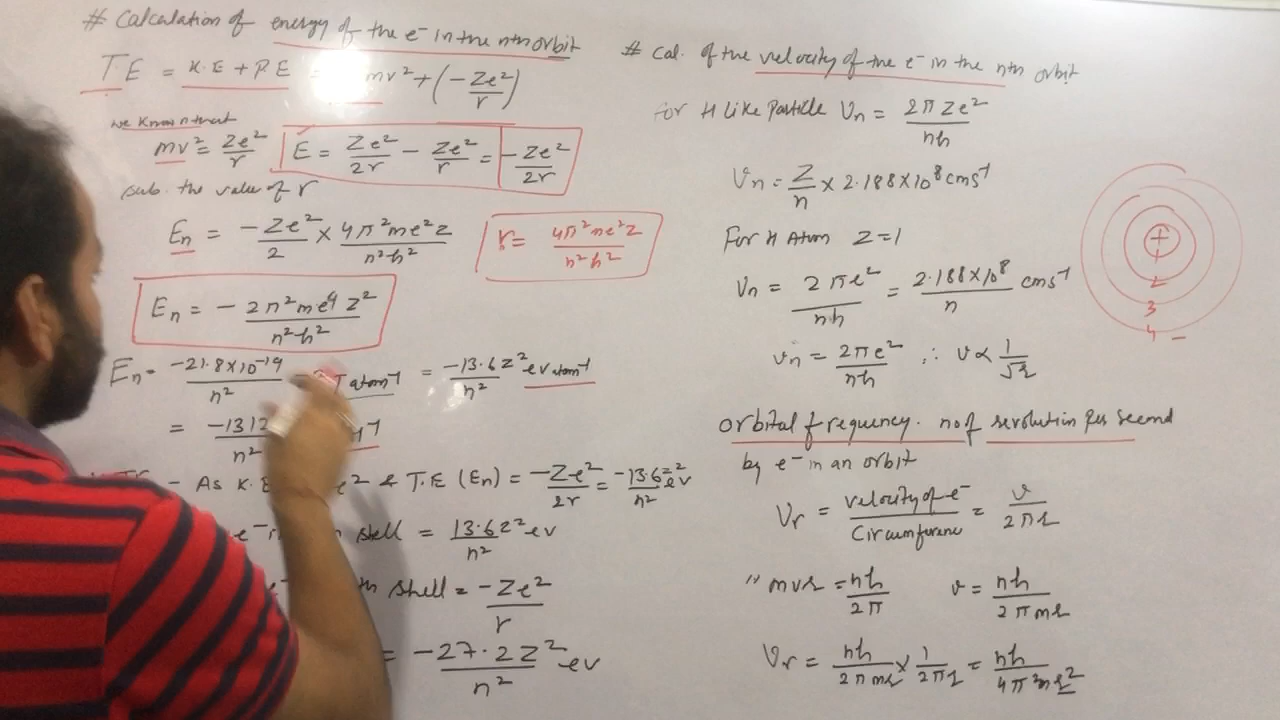 # Calculation of energy of the e⁻ in the nth orbit
TE = K.E + P.E = mv² + (-Ze²/r)
we known that
mv² = Ze²/r E = Ze²/2r - Ze²/r = -Ze²/2r
sub. the value of r
En = -Ze²/2 × 4π²me²z/n²h² r = 4π²me²z/n²h²
En = - 2π²me⁴z²/n²h²
En = -21.8×10⁻¹⁹/n² J atom⁻¹ = -13.6z²/n² ev atom⁻¹
= -1312/n²
- As K.E e² & T.E (En) = -Ze²/2r = -13.6z²/n² ev
e⁻ in shell = 13.6z²/n² ev
th shell = -Ze²/r
= -27.2Z²/n² ev
# Cal. of the velocity of the e⁻ in the nth orbit
For H Like Particle Vn = 2πZe²/nh
Vn = Z/n × 2.188×10⁸ cms⁻¹
For H Atom Z=1
Vn = 2πe²/nh = 2.188×10⁸/n cms⁻¹
vn = 2πe²/nh ∴ v ∝ 1/√r
+
1
2
3
4
orbital frequency. no of revolution per second
by e⁻ in an orbit
Vr = velocity of e⁻/Circumference = v/2πr
" mvr = nh/2π v = nh/2πmr
Vr = nh/2πmr × 1/2πr = nh/4π²mr²